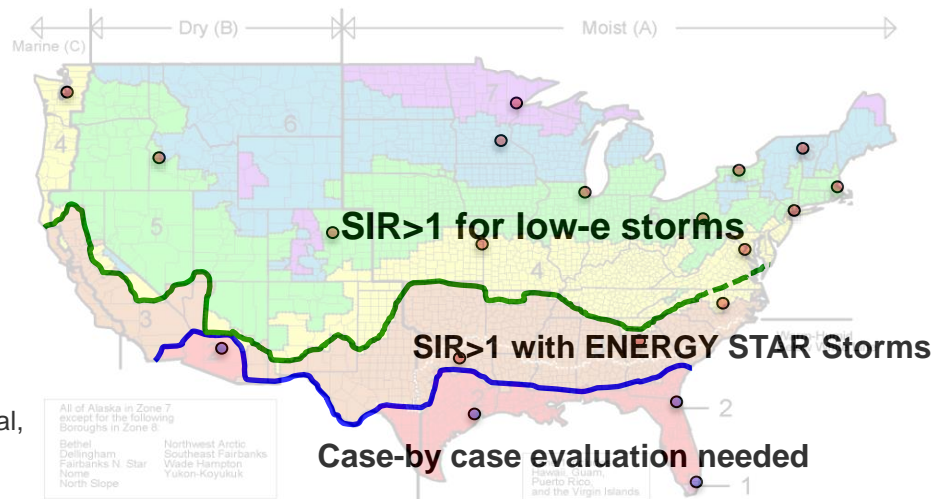 Dry (B)
Moist (A)
Marine (C)
7
6
4
5
SIR>1 for low-e storms
4
3
SIR>1 with ENERGY STAR Storms
al,
All of Alaska in Zone 7
except for the following
Boroughs in Zone 8
Bethel
Dellingham
Fairbanks N. Star
Nome
North Slope
Northwest Arctic
Southeast Fairbanks
Wade Hampton
Yukon-Koyukuk
2
2
Case-by case evaluation needed
Hawaii, Guam,
Puerto Rico,
and the Virgin Islands
1